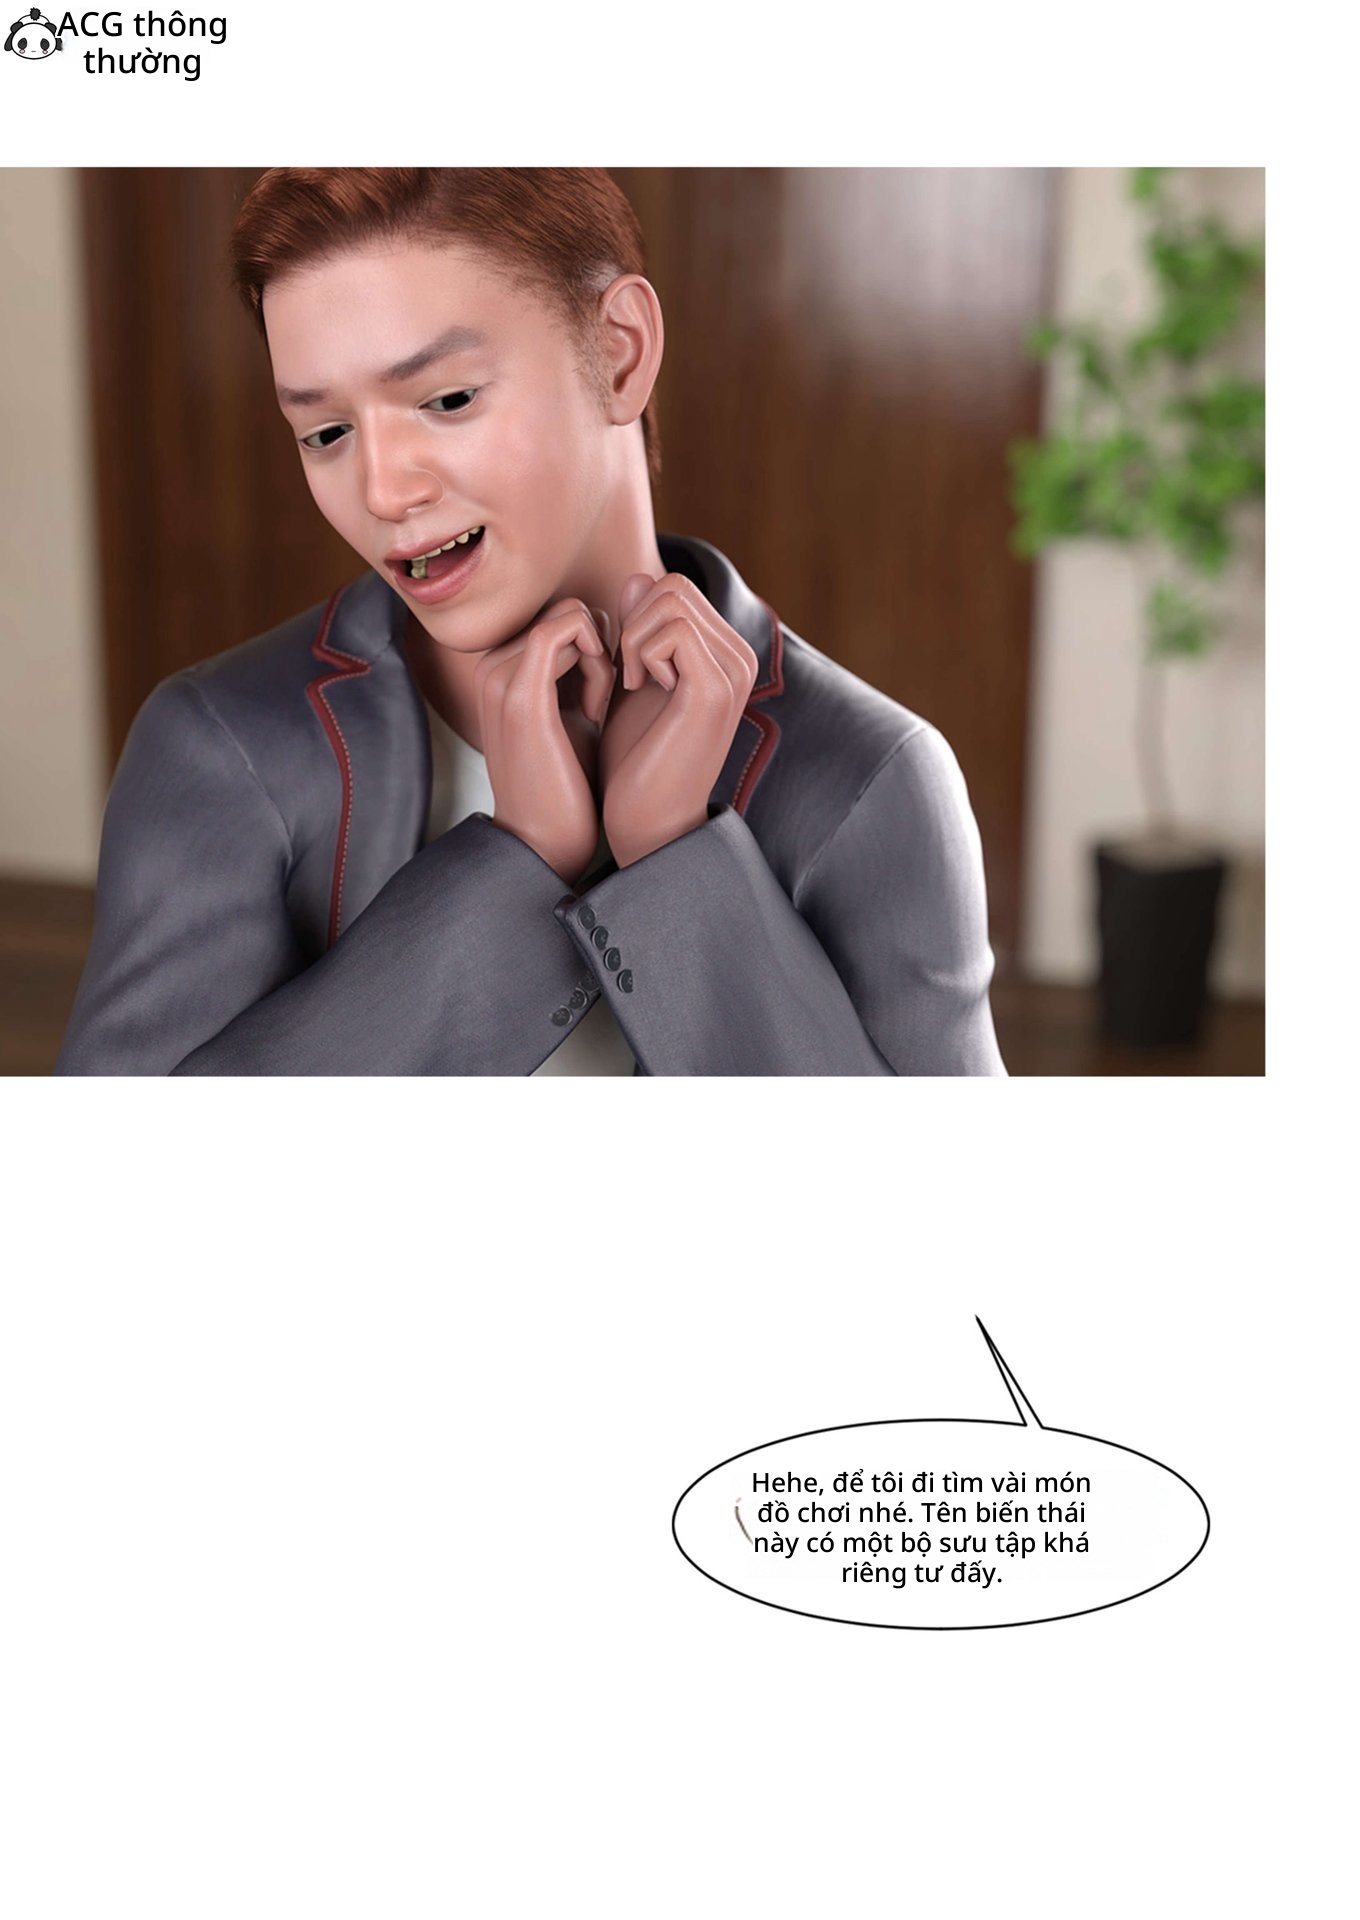 ACG thông
thường
Hehe, để tôi đi tìm vài món
đồ chơi nhé. Tên biến thái
này có một bộ sưu tập khá
riêng tư đấy.